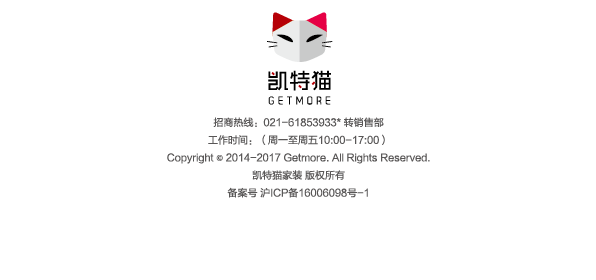 凯特猫
GETMORE
招商热线：021-61853933* 转销售部
工作时间：（周一至周五10:00-17:00）
Copyright © 2014-2017 Getmore. All Rights Reserved.
凯特猫家装 版权所有
备案号 沪ICP备16006098号-1